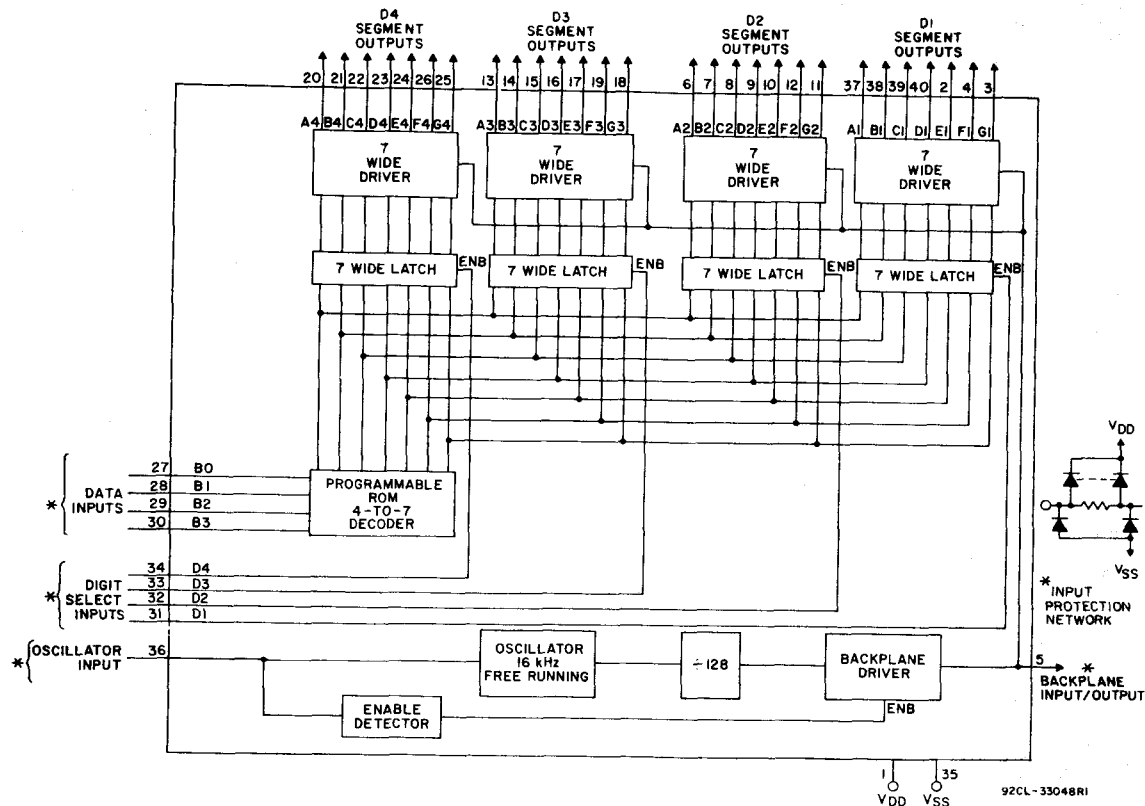 D4 SEGMENT OUTPUTS
D3 SEGMENT OUTPUTS
D2 SEGMENT OUTPUTS
D1 SEGMENT OUTPUTS
20 21 22 23 24 26 25
13 14 15 16 17 19 18
6 7 8 9 10 12 11
37 38 39 40 2 4 3
A4 B4 C4 D4 E4 F4 G4
A3 B3 C3 D3 E3 F3 G3
A2 B2 C2 D2 E2 F2 G2
A1 B1 C1 D1 E1 F1 G1
7 WIDE DRIVER
7 WIDE DRIVER
7 WIDE DRIVER
7 WIDE DRIVER
7 WIDE LATCH
ENB
7 WIDE LATCH
ENB
7 WIDE LATCH
ENB
7 WIDE LATCH
ENB
* DATA INPUTS
27 B0
28 B1
29 B2
30 B3
PROGRAMMABLE ROM 4-TO-7 DECODER
VDD
VSS
* INPUT PROTECTION NETWORK
* DIGIT SELECT INPUTS
34 D4
33 D3
32 D2
31 D1
* OSCILLATOR INPUT
36
OSCILLATOR 16 kHz FREE RUNNING
÷128
BACKPLANE DRIVER
ENB
ENABLE DETECTOR
5 *
BACKPLANE INPUT/OUTPUT
1 VDD
35 VSS
92CL-33048R1